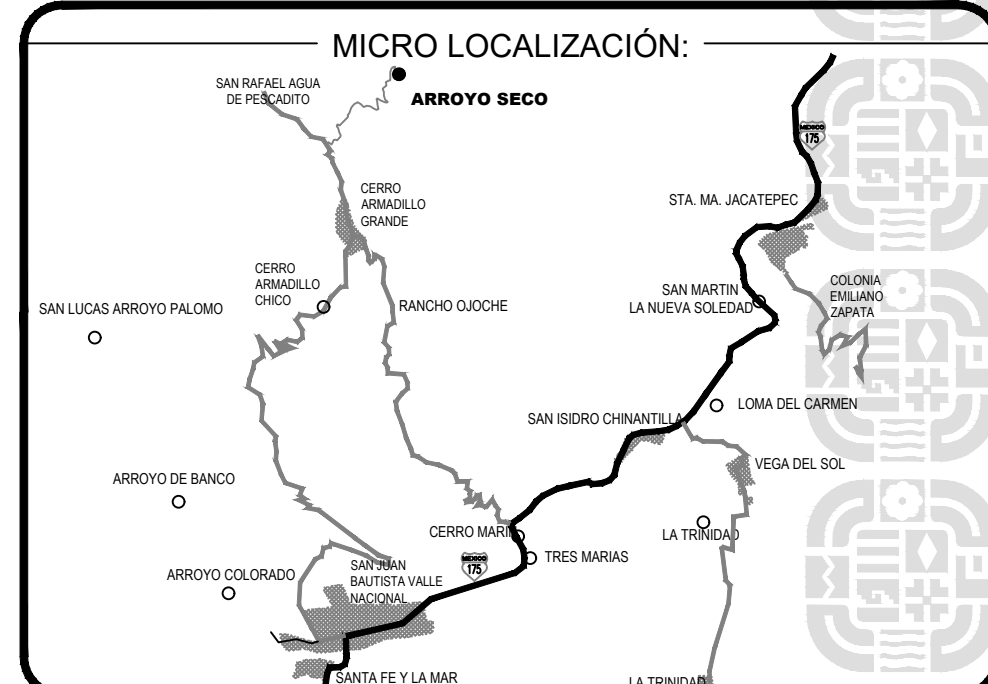 MICRO LOCALIZACIÓN:
SAN RAFAEL AGUA
DE PESCADITO
ARROYO SECO
MEXICO
175
CERRO
ARMADILLO
GRANDE
STA. MA. JACATEPEC
CERRO
ARMADILLO
CHICO
COLONIA
EMILIANO
ZAPATA
SAN MARTIN
LA NUEVA SOLEDAD
SAN LUCAS ARROYO PALOMO
RANCHO OJOCHE
LOMA DEL CARMEN
SAN ISIDRO CHINANTILLA
VEGA DEL SOL
ARROYO DE BANCO
CERRO MARIN
LA TRINIDAD
TRES MARIAS
MEXICO
175
ARROYO COLORADO
SAN JUAN
BAUTISTA VALLE
NACIONAL
SANTA FE Y LA MAR
LA TRINIDAD